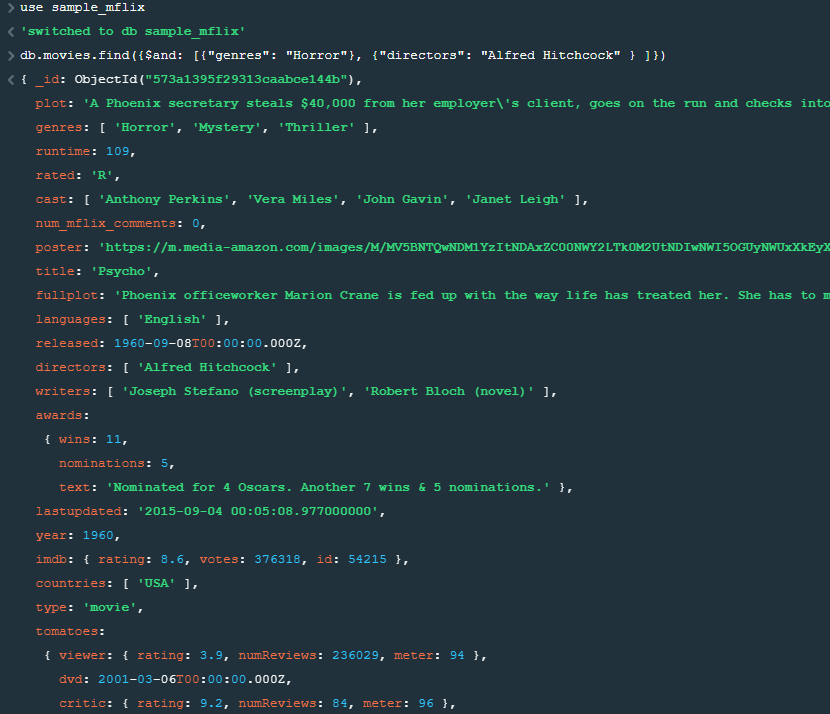 > use sample_mflix
< 'switched to db sample_mflix'
> db.movies.find({$and: [{"genres": "Horror"}, {"directors": "Alfred Hitchcock" } ]})
< { _id: ObjectId("573a1395f29313caabce144b"),
plot: 'A Phoenix secretary steals $40,000 from her employer\'s client, goes on the run and checks into
genres: [ 'Horror', 'Mystery', 'Thriller' ],
runtime: 109,
rated: 'R',
cast: [ 'Anthony Perkins', 'Vera Miles', 'John Gavin', 'Janet Leigh' ],
num_mflix_comments: 0,
poster: 'https://m.media-amazon.com/images/M/MV5BNTQwNDM1YzItNDAxZC00NWY2LTk0M2UtNDIwNWI5OGUyNWUxXkEyX
title: 'Psycho',
fullplot: 'Phoenix officeworker Marion Crane is fed up with the way life has treated her. She has to m
languages: [ 'English' ],
released: 1960-09-08T00:00:00.000Z,
directors: [ 'Alfred Hitchcock' ],
writers: [ 'Joseph Stefano (screenplay)', 'Robert Bloch (novel)' ],
awards:
{ wins: 11,
nominations: 5,
text: 'Nominated for 4 Oscars. Another 7 wins & 5 nominations.' },
lastupdated: '2015-09-04 00:05:08.977000000',
year: 1960,
imdb: { rating: 8.6, votes: 376318, id: 54215 },
countries: [ 'USA' ],
type: 'movie',
tomatoes:
{ viewer: { rating: 3.9, numReviews: 236029, meter: 94 },
dvd: 2001-03-06T00:00:00.000Z,
critic: { rating: 9.2, numReviews: 84, meter: 96 },